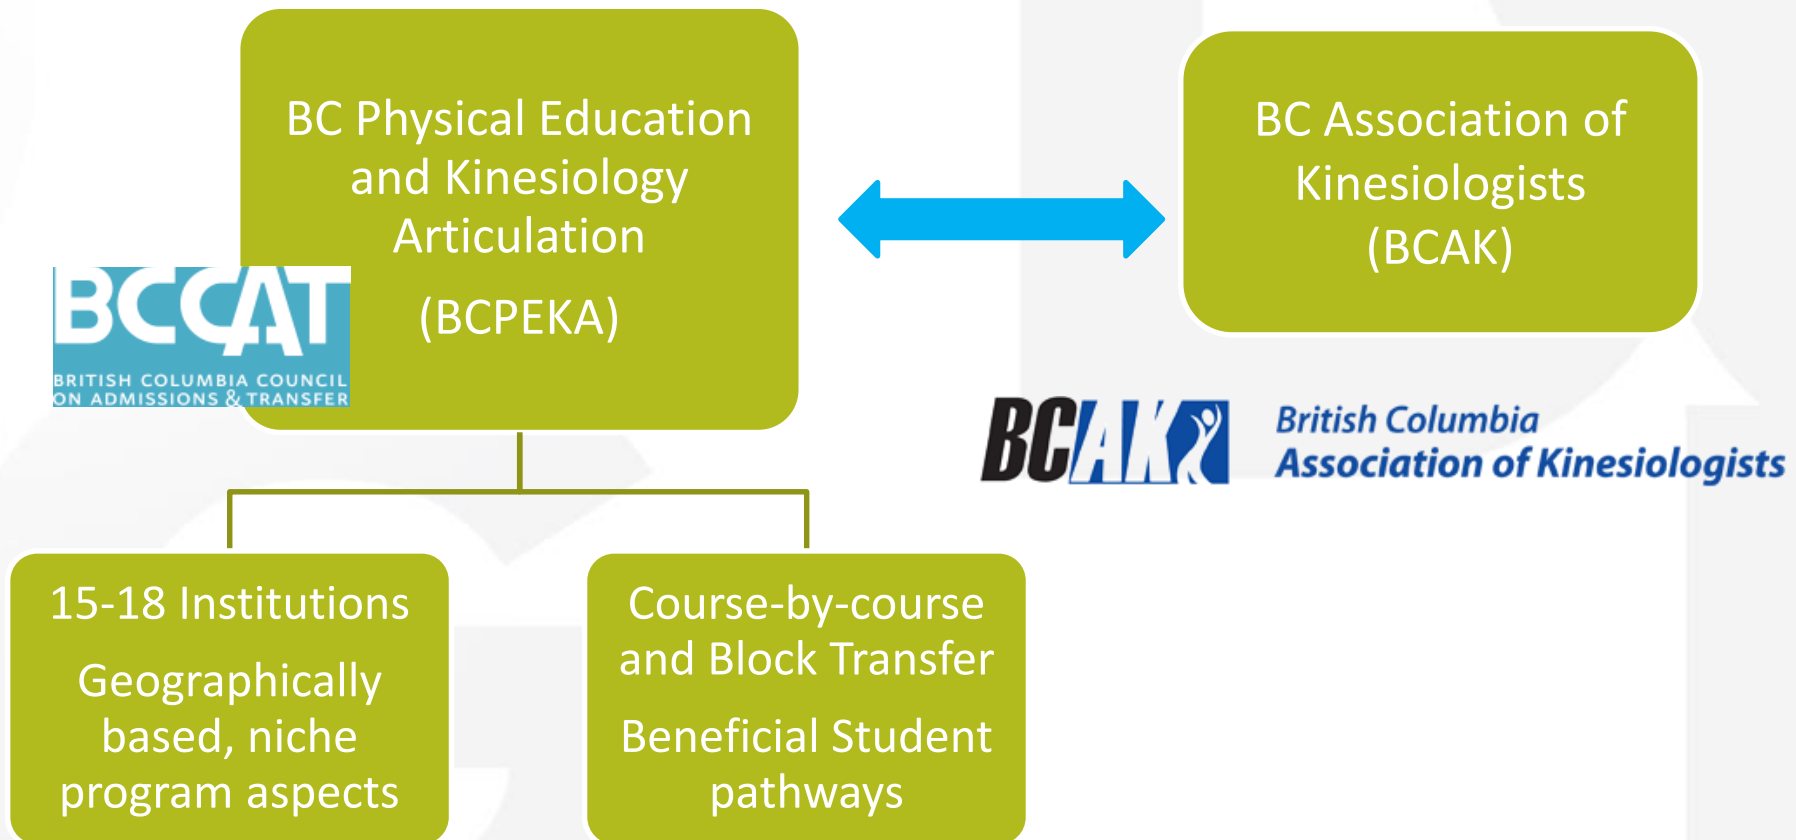 BC Physical Education
and Kinesiology
Articulation
(BCPEKA)
BCCAT
BRITISH COLUMBIA COUNCIL
ON ADMISSIONS & TRANSFER
BC Association of
Kinesiologists
(BCAK)
BCAK
British Columbia
Association of Kinesiologists
15-18 Institutions
Geographically
based, niche
program aspects
Course-by-course
and Block Transfer
Beneficial Student
pathways